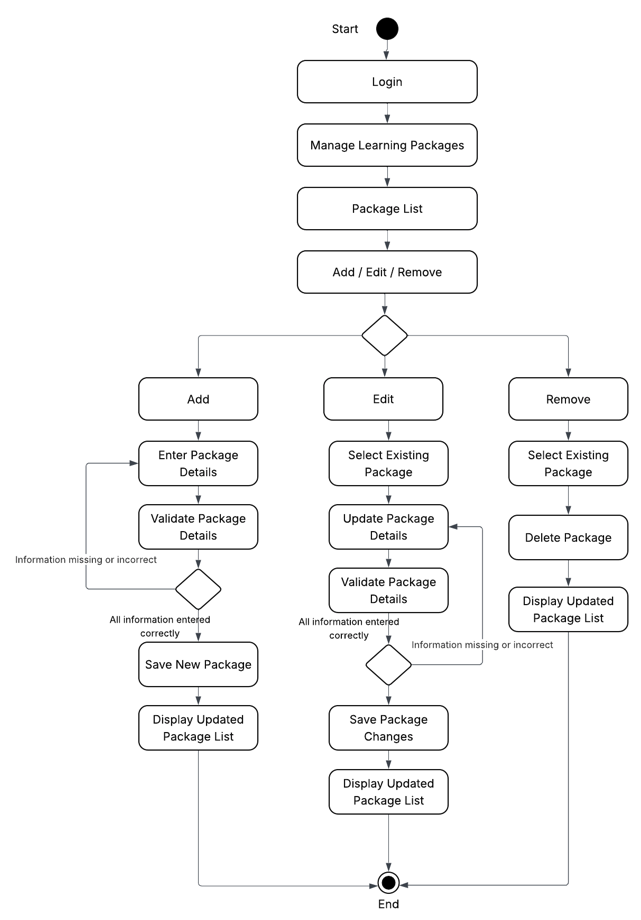 Start
Login
Manage Learning Packages
Package List
Add / Edit / Remove
Add
Edit
Remove
Enter Package
Details
Select Existing
Package
Select Existing
Package
Validate Package
Details
Update Package
Details
Delete Package
Information missing or incorrect
Validate Package
Details
Display Updated
Package List
All information entered
correctly
All information entered
correctly
Information missing or incorrect
Save New Package
Display Updated
Package List
Save Package
Changes
Display Updated
Package List
End